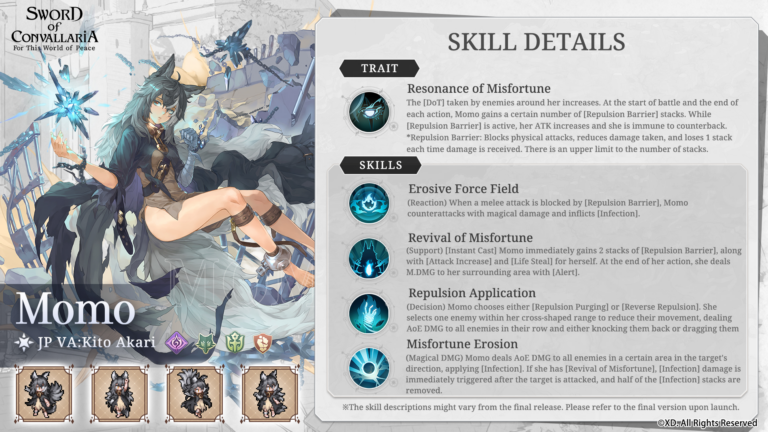 SWORD
of
CONVALLARIA
For This World of Peace
SKILL DETAILS
TRAIT
Resonance of Misfortune
The [DoT] taken by enemies around her increases. At the start of battle and the end of
each action, Momo gains a certain number of [Repulsion Barrier] stacks. While
[Repulsion Barrier] is active, her ATK increases and she is immune to counterback.
*Repulsion Barrier: Blocks physical attacks, reduces damage taken, and loses 1 stack
each time damage is received. There is an upper limit to the number of stacks.
SKILLS
Erosive Force Field
(Reaction) When a melee attack is blocked by [Repulsion Barrier], Momo
counterattacks with magical damage and inflicts [Infection].
Revival of Misfortune
(Support) [Instant Cast] Momo immediately gains 2 stacks of [Repulsion Barrier], along
with [Attack Increase] and [Life Steal] for herself. At the end of her action, she deals
M.DMG to her surrounding area with [Alert].
Repulsion Application
(Decision) Momo chooses either [Repulsion Purging] or [Reverse Repulsion]. She
selects one enemy within her cross-shaped range to reduce their movement, dealing
AoE DMG to all enemies in their row and either knocking them back or dragging them
Misfortune Erosion
(Magical DMG) Momo deals AoE DMG to all enemies in a certain area in the target's
direction, applying [Infection]. If she has [Revival of Misfortune], [Infection] damage is
immediately triggered after the target is attacked, and half of the [Infection] stacks are
removed.
Momo
JP VA:Kito Akari
※The skill descriptions might vary from the final release. Please refer to the final version upon launch.
©XD. All Rights Reserved